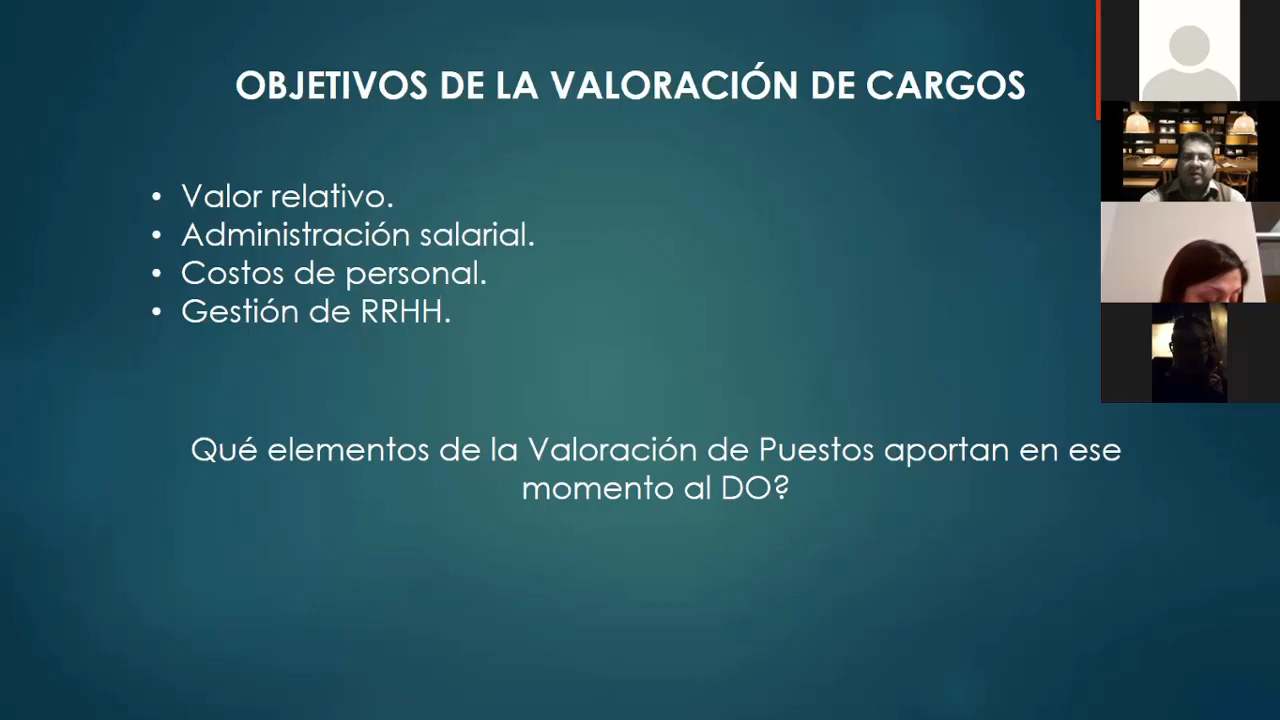 OBJETIVOS DE LA VALORACIÓN DE CARGOS
• Valor relativo.
• Administración salarial.
• Costos de personal.
• Gestión de RRHH.
Qué elementos de la Valoración de Puestos aportan en ese
momento al DO?